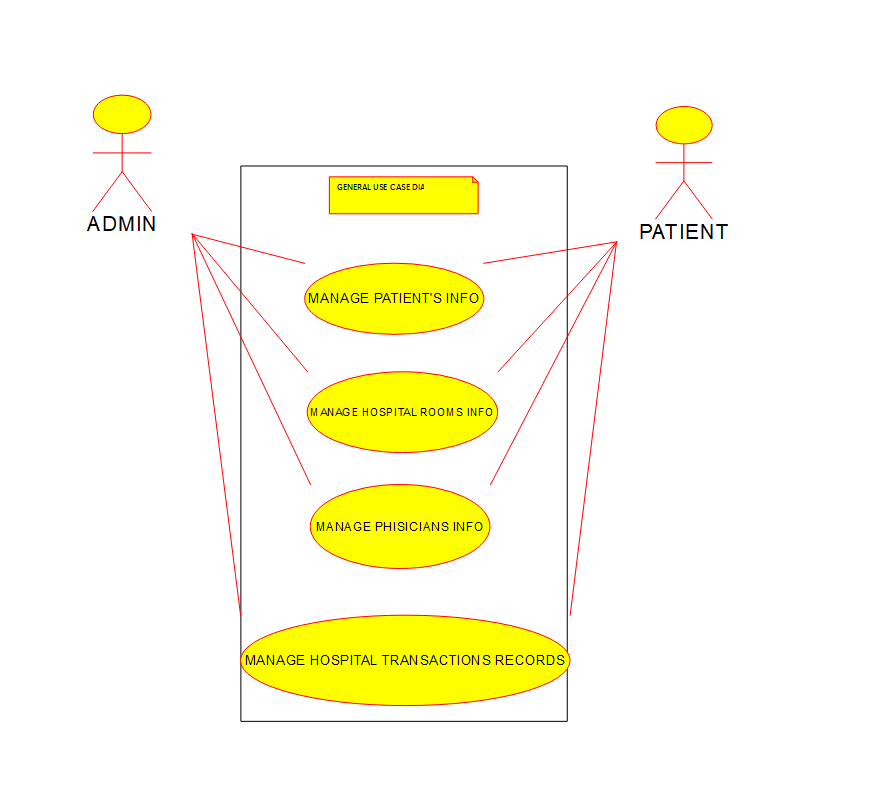 GENERAL USE CASE DIA
ADMIN
PATIENT
MANAGE PATIENT'S INFO
MANAGE HOSPITAL ROOMS INFO
MANAGE PHISICIANS INFO
MANAGE HOSPITAL TRANSACTIONS RECORDS